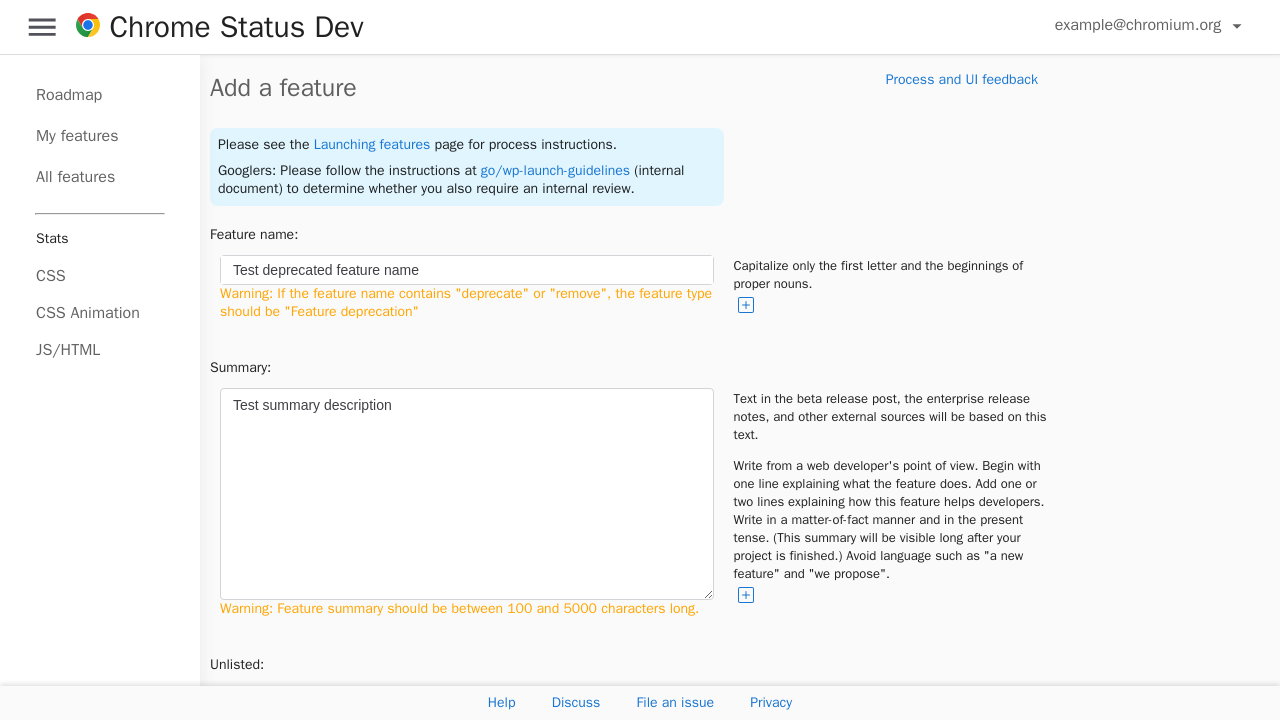 Chrome Status Dev
example@chromium.org
Roadmap
My features
All features
Stats
CSS
CSS Animation
JS/HTML
Add a feature
Process and UI feedback
Please see the Launching features page for process instructions.
Googlers: Please follow the instructions at go/wp-launch-guidelines (internal
document) to determine whether you also require an internal review.
Feature name:
Test deprecated feature name
Warning: If the feature name contains "deprecate" or "remove", the feature type
should be "Feature deprecation"
Capitalize only the first letter and the beginnings of
proper nouns.
Summary:
Test summary description
Warning: Feature summary should be between 100 and 5000 characters long.
Text in the beta release post, the enterprise release
notes, and other external sources will be based on this
text.
Write from a web developer's point of view. Begin with
one line explaining what the feature does. Add one or
two lines explaining how this feature helps developers.
Write in a matter-of-fact manner and in the present
tense. (This summary will be visible long after your
project is finished.) Avoid language such as "a new
feature" and "we propose".
Unlisted:
Help
Discuss
File an issue
Privacy